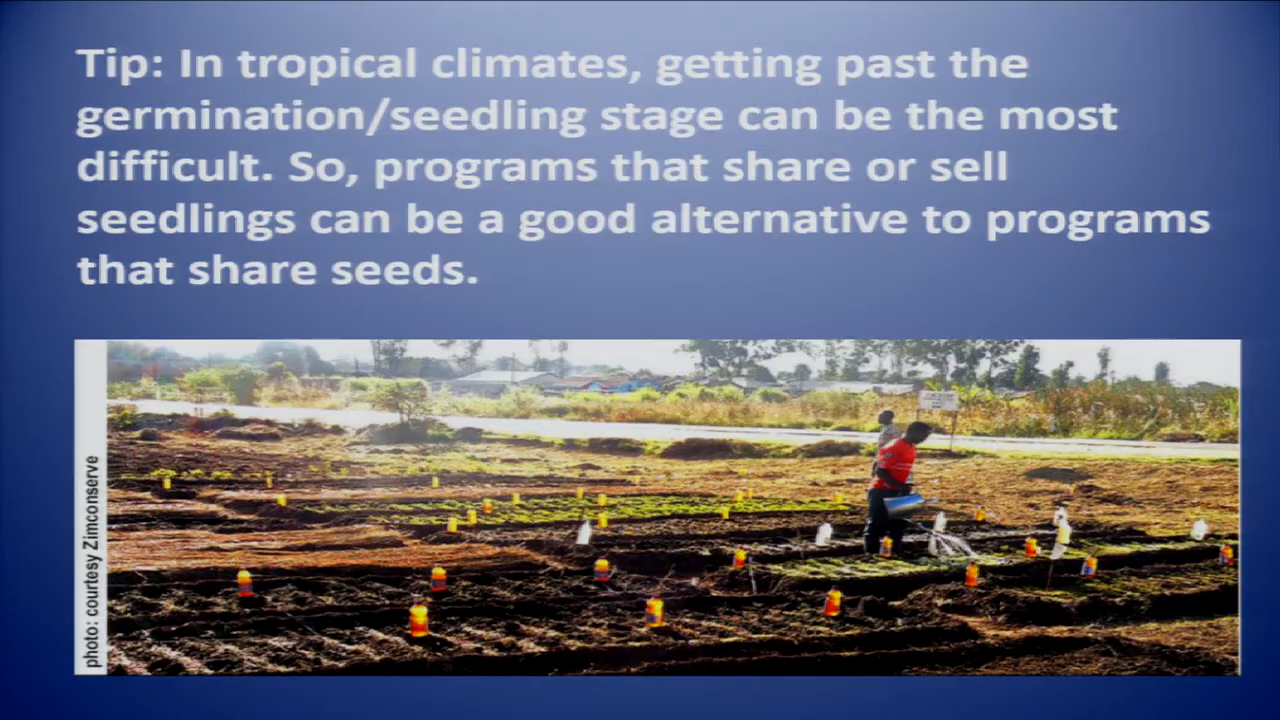 Tip: In tropical climates, getting past the
germination/seedling stage can be the most
difficult. So, programs that share or sell
seedlings can be a good alternative to programs
that share seeds.
photo: courtesy Zimconserve